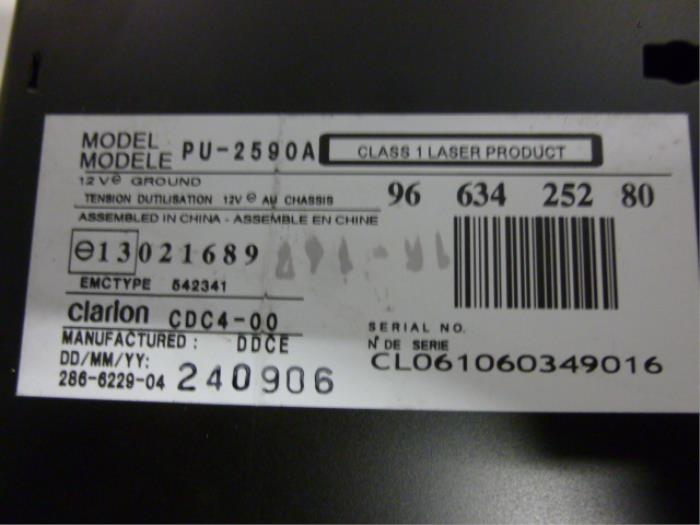 MODEL
MODELE PU-2590A CLASS 1 LASER PRODUCT
12V⊖ GROUND
TENSION DUTILISATION 12V ⊖ AU CHASSIS
96 634 252 80
ASSEMBLED IN CHINA - ASSEMBLE EN CHINE
e13 021689
EMCTYPE 542341
clarion CDC4-00
MANUFACTURED : DDCE
DD/MM/YY:
286-6229-04 240906
SERIAL NO.
N° DE SERIE
CL061060349016